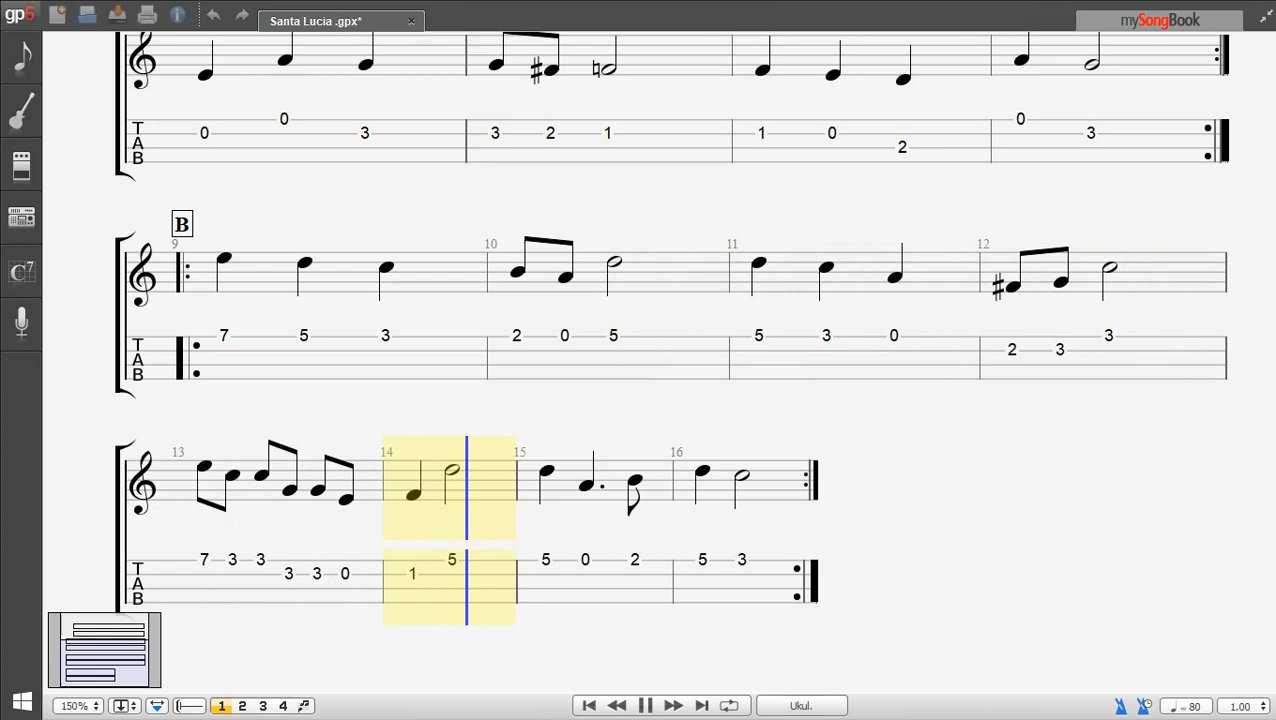 gp6 Santa Lucia .gpx* × mySongBook
T A B 0 0 3 3 2 1 1 0 2 0 3
B
9 10 11 12
T A B 7 5 3 2 0 5 5 3 0 2 3 3
13 14 15 16
T A B 7 3 3 3 3 0 1 5 5 0 2 5 3
C7
150% 1 2 3 4 Ukul. = 80 1.00